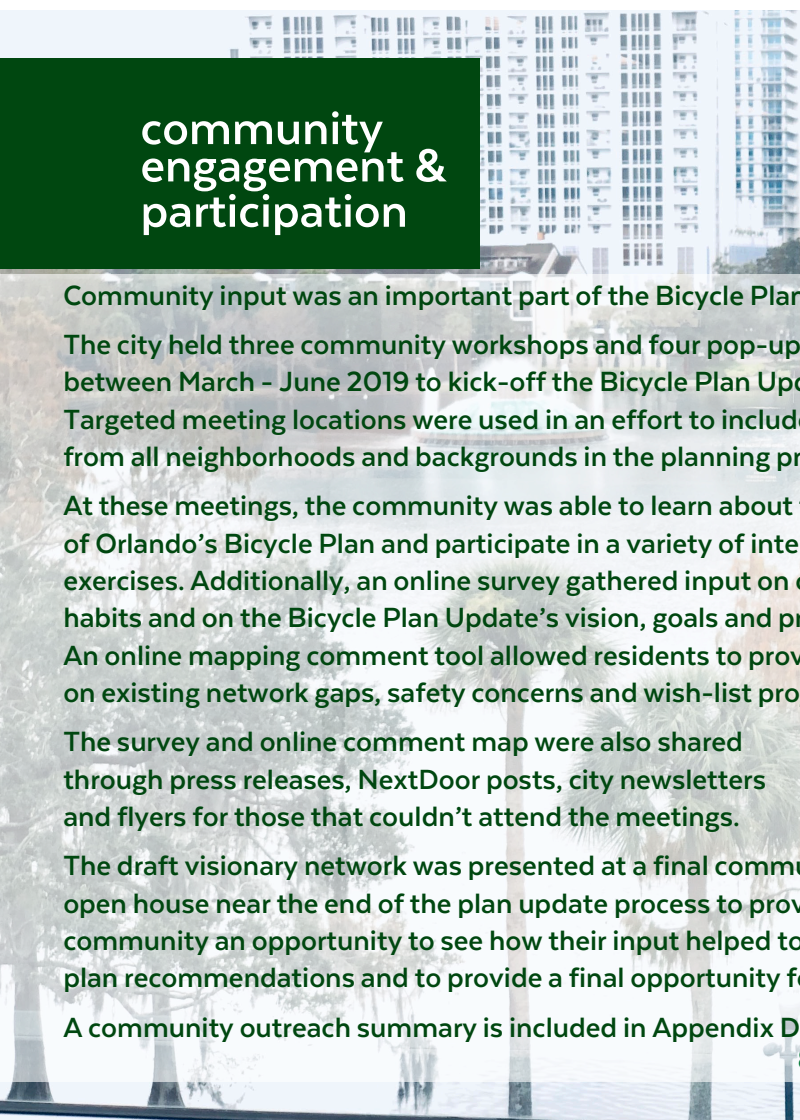 community
engagement &
participation
Community input was an important part of the Bicycle Plan
The city held three community workshops and four pop-up
between March - June 2019 to kick-off the Bicycle Plan
Targeted meeting locations were used in an effort to include
from all neighborhoods and backgrounds in the planning
At these meetings, the community was able to learn about
of Orlando’s Bicycle Plan and participate in a variety of
exercises. Additionally, an online survey gathered input on
habits and on the Bicycle Plan Update’s vision, goals and
An online mapping comment tool allowed residents to
on existing network gaps, safety concerns and wish-list
The survey and online comment map were also shared
through press releases, NextDoor posts, city newsletters
and flyers for those that couldn’t attend the meetings.
The draft visionary network was presented at a final
open house near the end of the plan update process to
community an opportunity to see how their input helped to
plan recommendations and to provide a final opportunity
A community outreach summary is included in Appendix D